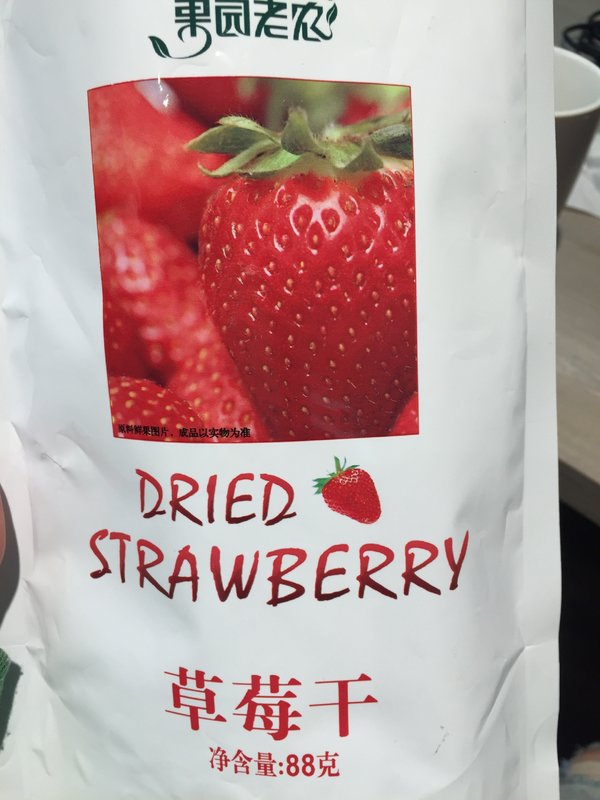 果园老农
原料鲜果图片，成品以实物为准
DRIED
STRAWBERRY
草莓干
净含量:88克